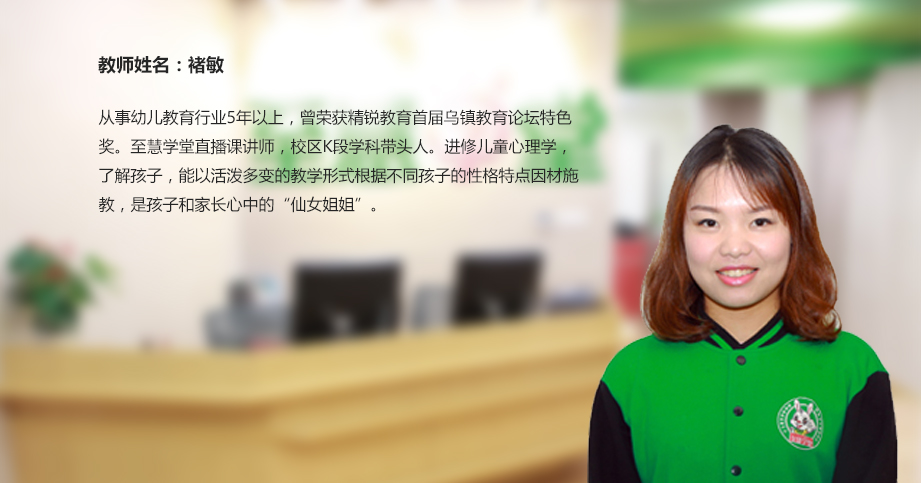 教师姓名：褚敏
从事幼儿教育行业5年以上，曾荣获精锐教育首届乌镇教育论坛特色
奖。至慧学堂直播课讲师，校区K段学科带头人。进修儿童心理学，
了解孩子，能以活泼多变的教学形式根据不同孩子的性格特点因材施
教，是孩子和家长心中的“仙女姐姐”。